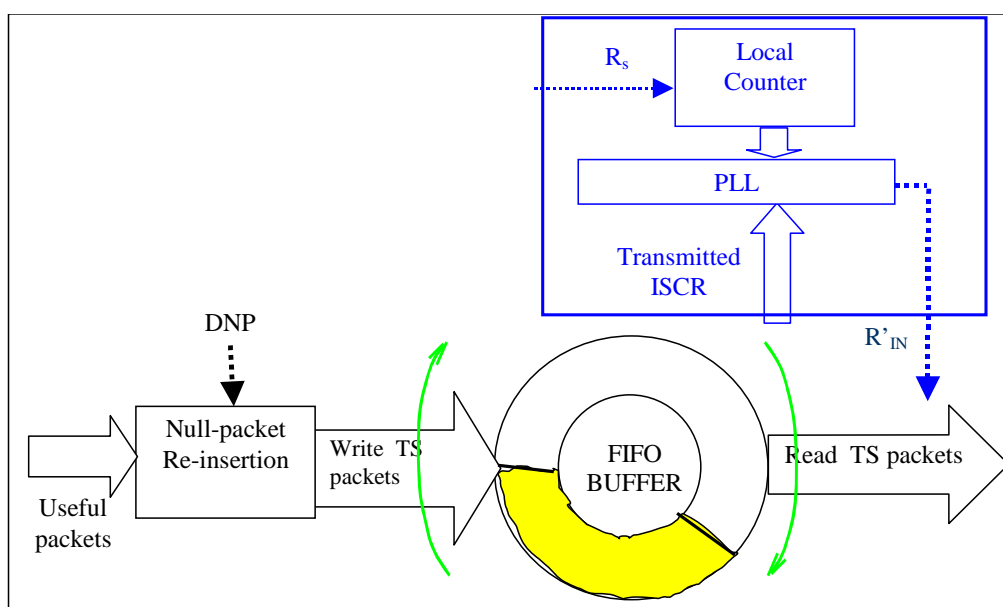 Local
Counter
Rs
PLL
Transmitted
ISCR
R’IN
DNP
Null-packet
Re-insertion
Write TS
packets
FIFO
BUFFER
Read TS packets
Useful
packets